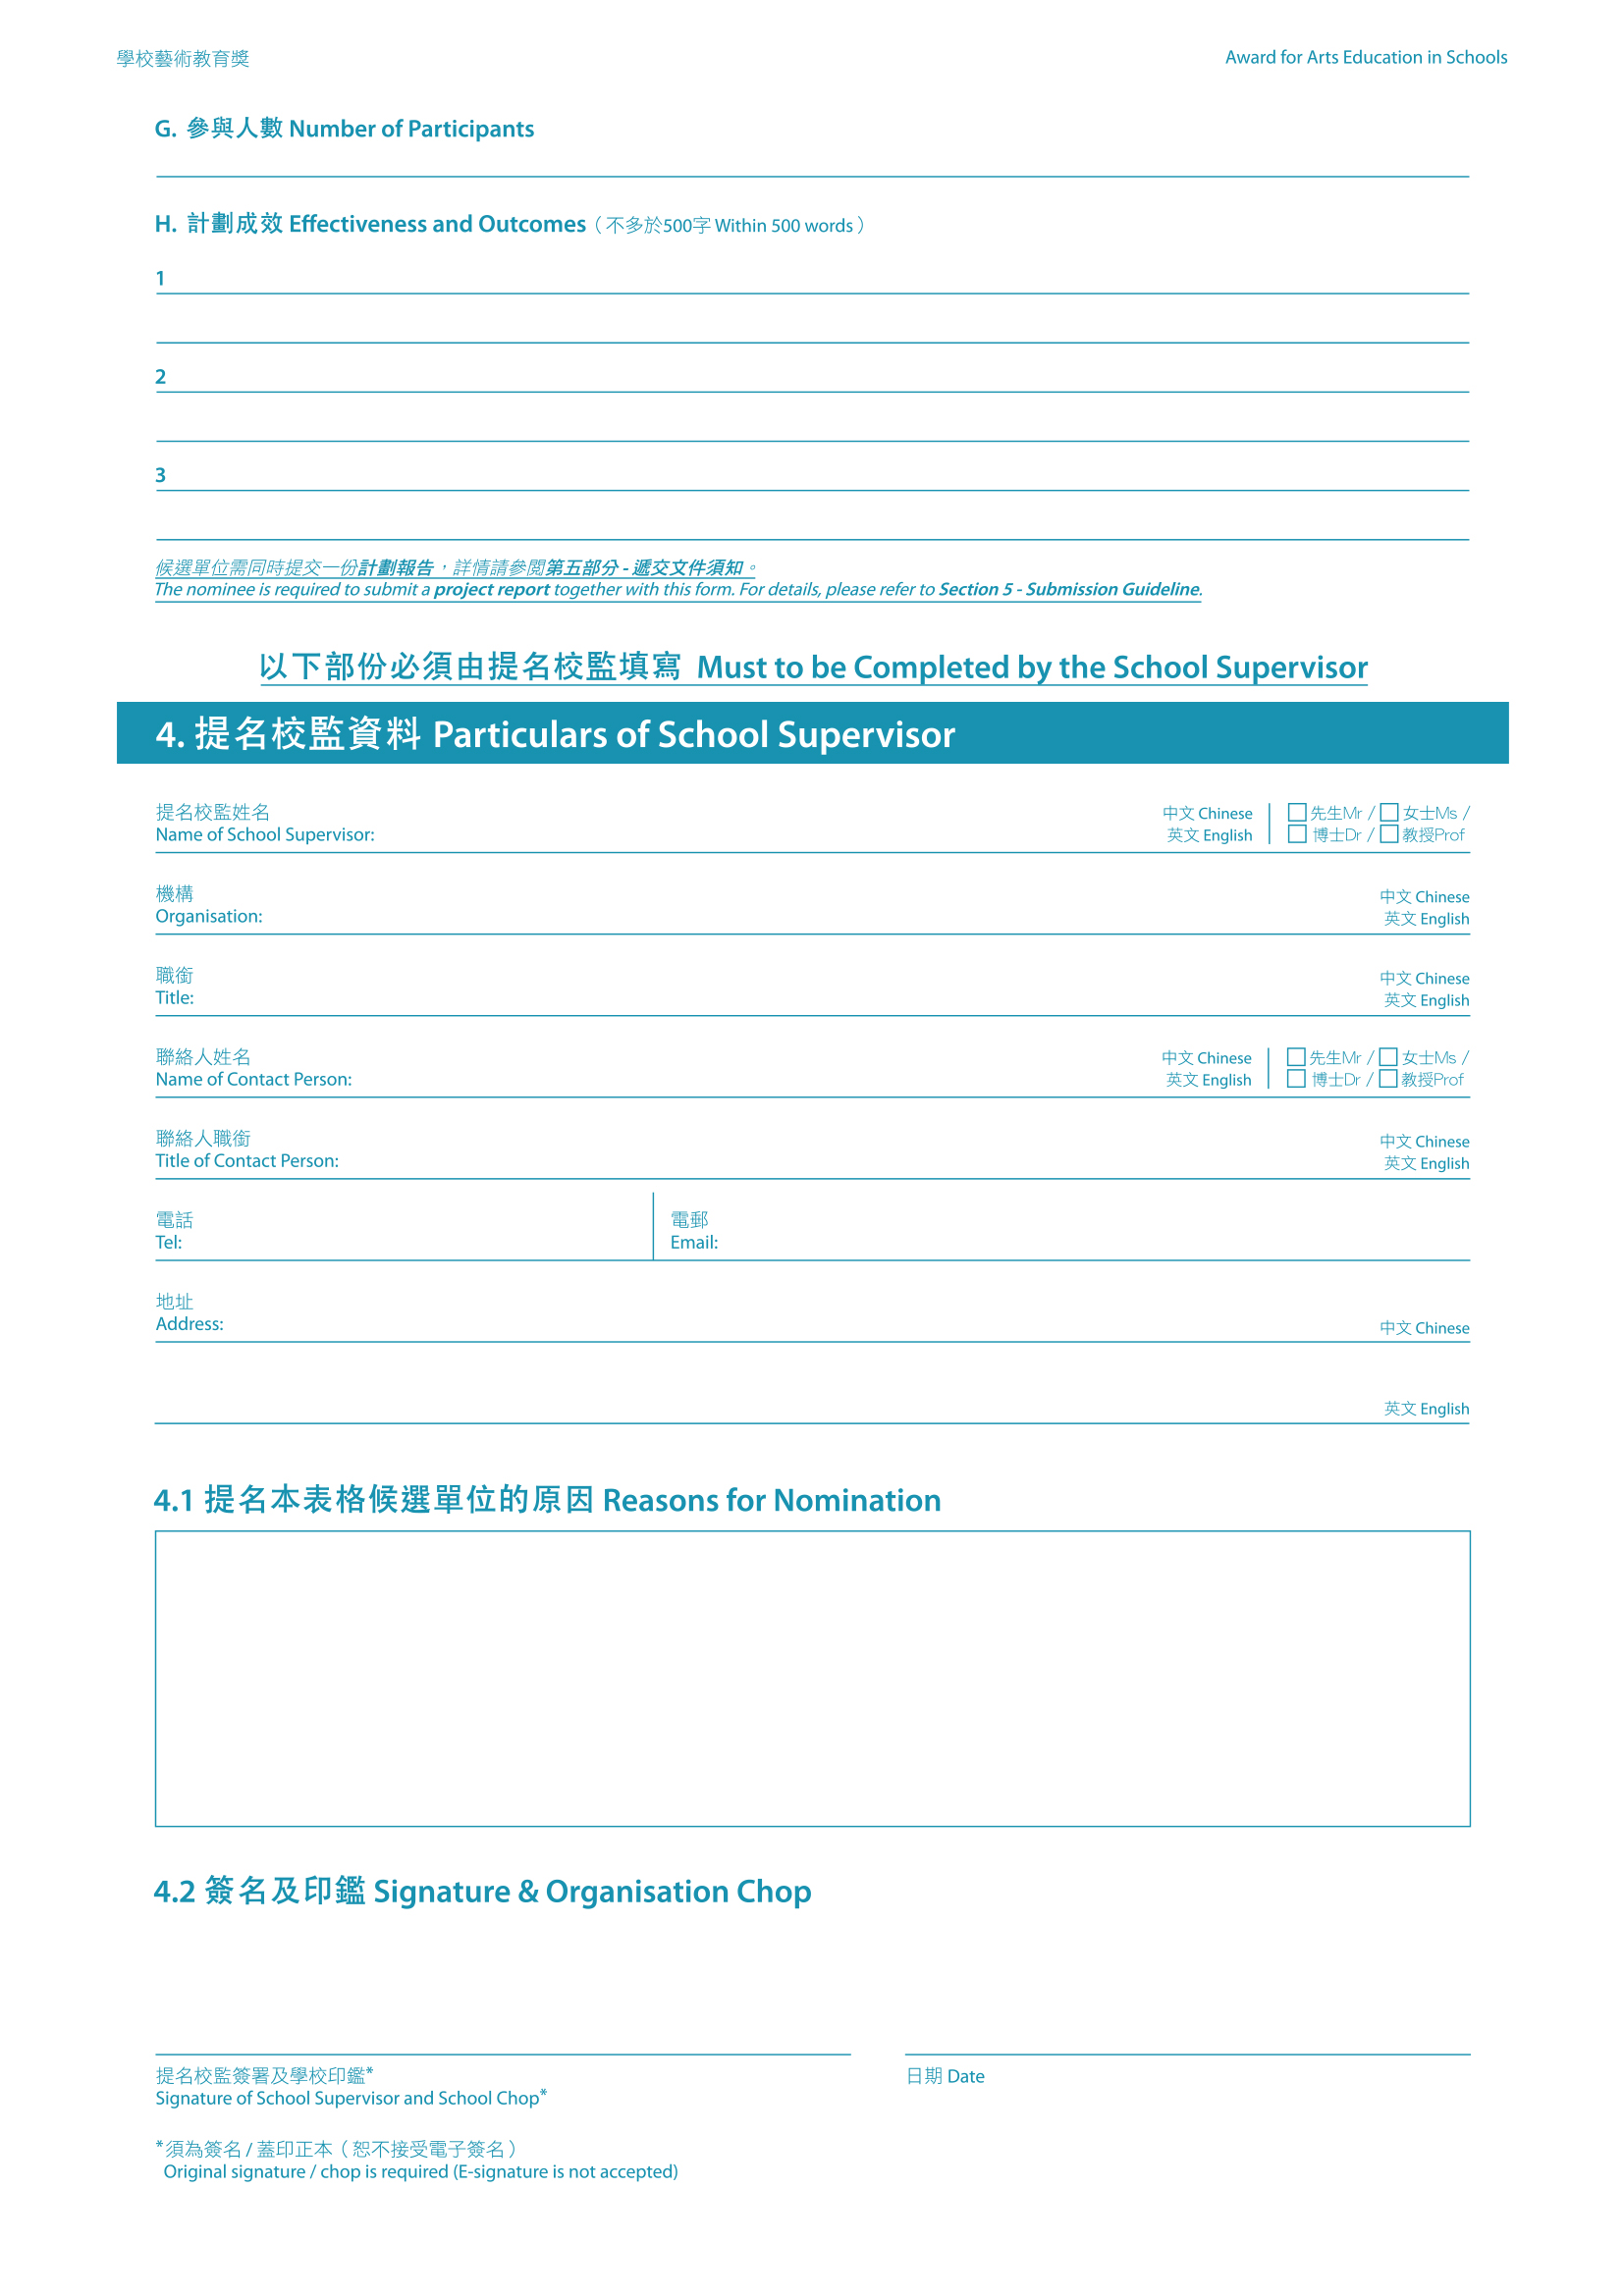 學校藝術教育獎
Award for Arts Education in Schools
G. 參與人數 Number of Participants
H. 計劃成效 Effectiveness and Outcomes（不多於500字 Within 500 words）
1
2
3
候選單位需同時提交一份計劃報告，詳情請參閱第五部分 - 遞交文件須知。
The nominee is required to submit a project report together with this form. For details, please refer to Section 5 - Submission Guideline.
以下部份必須由提名校監填寫 Must to be Completed by the School Supervisor
4. 提名校監資料 Particulars of School Supervisor
提名校監姓名 中文 Chinese 先生Mr / 女士Ms /
Name of School Supervisor: 英文 English 博士Dr / 教授Prof
機構 中文 Chinese
Organisation: 英文 English
職銜 中文 Chinese
Title: 英文 English
聯絡人姓名 中文 Chinese 先生Mr / 女士Ms /
Name of Contact Person: 英文 English 博士Dr / 教授Prof
聯絡人職銜 中文 Chinese
Title of Contact Person: 英文 English
電話 電郵
Tel: Email:
地址
Address: 中文 Chinese
英文 English
4.1 提名本表格候選單位的原因 Reasons for Nomination
4.2 簽名及印鑑 Signature & Organisation Chop
提名校監簽署及學校印鑑* 日期 Date
Signature of School Supervisor and School Chop*
*須為簽名 / 蓋印正本（恕不接受電子簽名）
Original signature / chop is required (E-signature is not accepted)